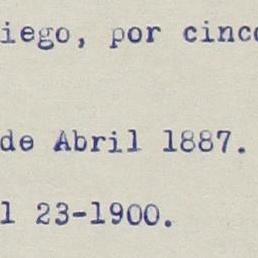 iego, por cinco
de Abril 1887.
l 23-1900.